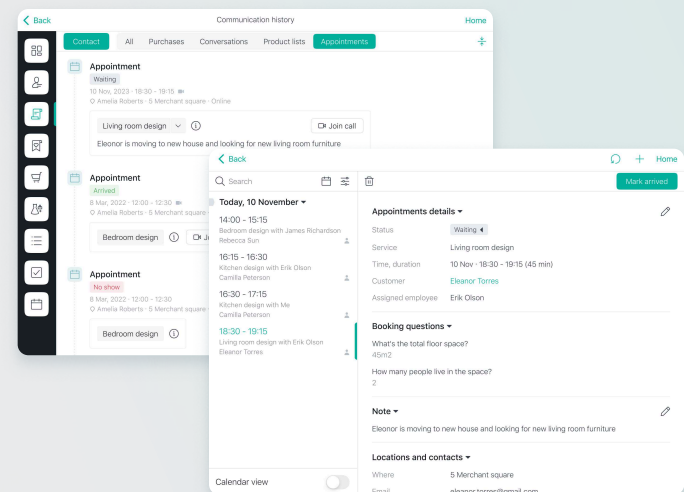 Back
Communication history
Home
Contact
All
Purchases
Conversations
Product lists
Appointments
Appointment
Waiting
10 Nov, 2023 · 18:30 - 19:15
Amelia Roberts · 5 Merchant square · Online
Living room design
Join call
Eleonor is moving to new house and looking for new living room furniture
Appointment
Arrived
8 Mar, 2022 · 12:00 - 12:30
Amelia Roberts · 5 Merchant square
Bedroom design
Appointment
No show
8 Mar, 2022 · 12:00 - 12:30
Amelia Roberts · 5 Merchant square
Bedroom design
Back
Home
Search
Mark arrived
Today, 10 November
14:00 - 15:15
Bedroom design with James Richardson
Rebecca Sun
16:15 - 16:30
Kitchen design with Erik Olson
Camilla Peterson
16:30 - 17:15
Kitchen design with Me
Camilla Peterson
18:30 - 19:15
Living room design with Erik Olson
Eleanor Torres
Calendar view
Appointments details
Status Waiting
Service Living room design
Time, duration 10 Nov · 18:30 - 19:15 (45 min)
Customer Eleanor Torres
Assigned employee Erik Olson
Booking questions
What's the total floor space?
45m2
How many people live in the space?
2
Note
Eleonor is moving to new house and looking for new living room furniture
Locations and contacts
Where 5 Merchant square
Email eleanor.torres@gmail.com